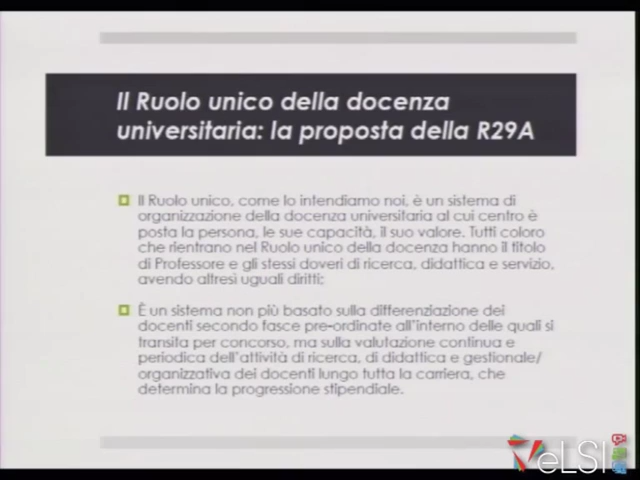 Il Ruolo unico della docenza
universitaria: la proposta della R29A
Il Ruolo unico, come lo intendiamo noi, è un sistema di
organizzazione della docenza universitaria al cui centro è
posta la persona, le sue capacità, il suo valore. Tutti coloro
che rientrano nel Ruolo unico della docenza hanno il titolo
di Professore e gli stessi doveri di ricerca, didattica e servizio,
avendo altresì uguali diritti;
È un sistema non più basato sulla differenziazione dei
docenti secondo fasce pre-ordinate all'interno delle quali si
transita per concorso, ma sulla valutazione continua e
periodica dell'attività di ricerca, di didattica e gestionale/
organizzativa dei docenti lungo tutta la carriera, che
determina la progressione stipendiale.
eLSI